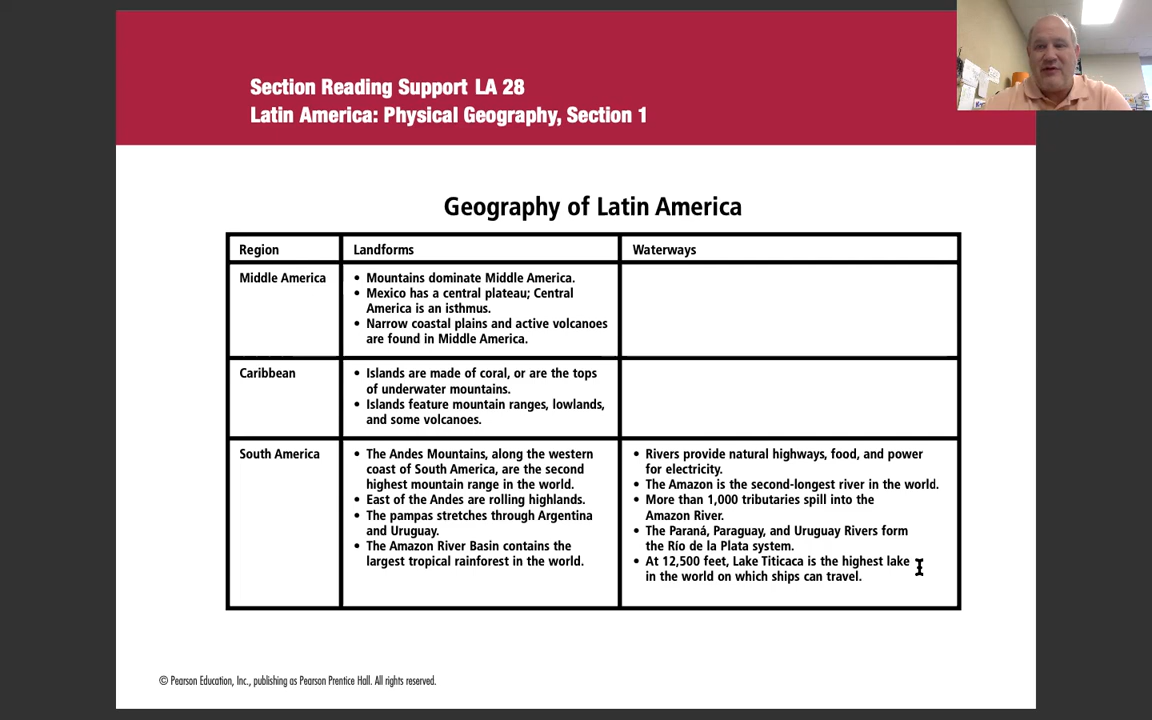 Section Reading Support LA 28
Latin America: Physical Geography, Section 1
Geography of Latin America
Region
Landforms
Waterways
Middle America
• Mountains dominate Middle America.
• Mexico has a central plateau; Central
America is an isthmus.
• Narrow coastal plains and active volcanoes
are found in Middle America.
Caribbean
• Islands are made of coral, or are the tops
of underwater mountains.
• Islands feature mountain ranges, lowlands,
and some volcanoes.
South America
• The Andes Mountains, along the western
coast of South America, are the second
highest mountain range in the world.
• East of the Andes are rolling highlands.
• The pampas stretches through Argentina
and Uruguay.
• The Amazon River Basin contains the
largest tropical rainforest in the world.
• Rivers provide natural highways, food, and power
for electricity.
• The Amazon is the second-longest river in the world.
• More than 1,000 tributaries spill into the
Amazon River.
• The Paraná, Paraguay, and Uruguay Rivers form
the Río de la Plata system.
• At 12,500 feet, Lake Titicaca is the highest lake
in the world on which ships can travel.
© Pearson Education, Inc., publishing as Pearson Prentice Hall. All rights reserved.